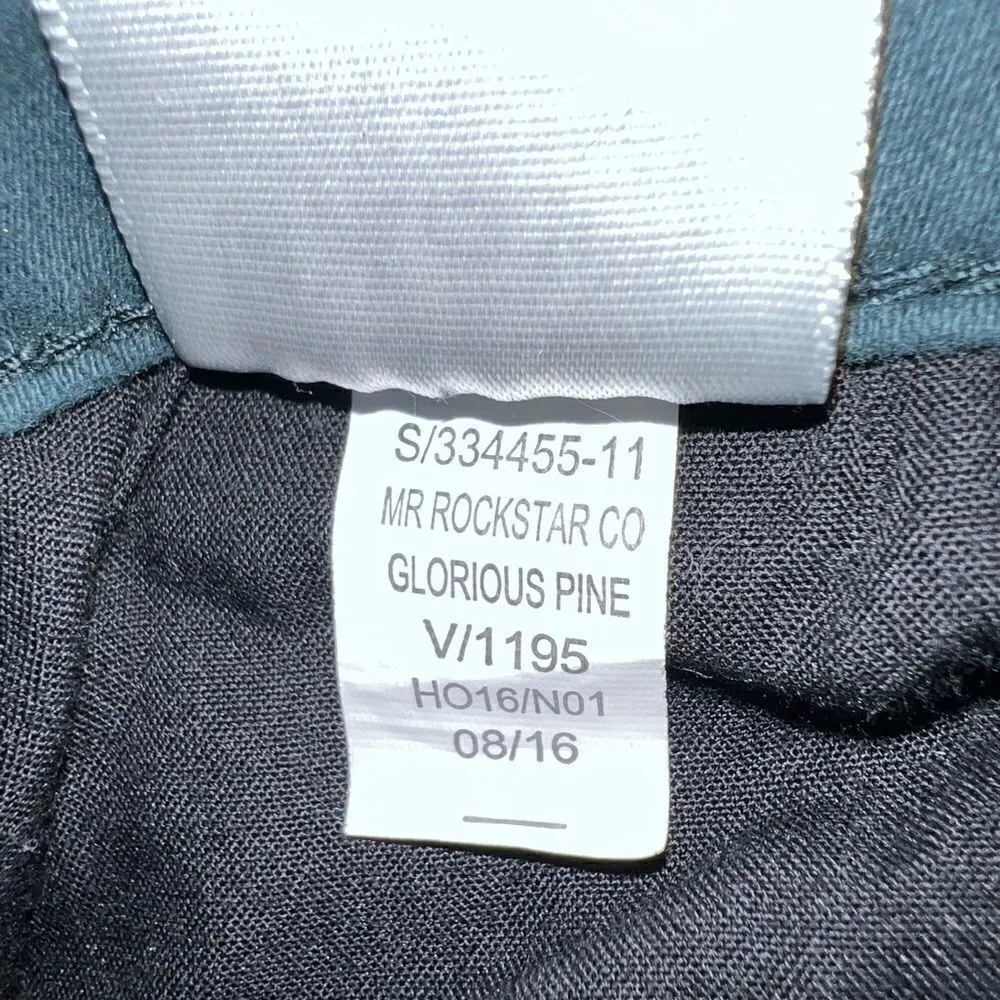 S/334455-11
MR ROCKSTAR CO
GLORIOUS PINE
V/1195
HO16/N01
08/16